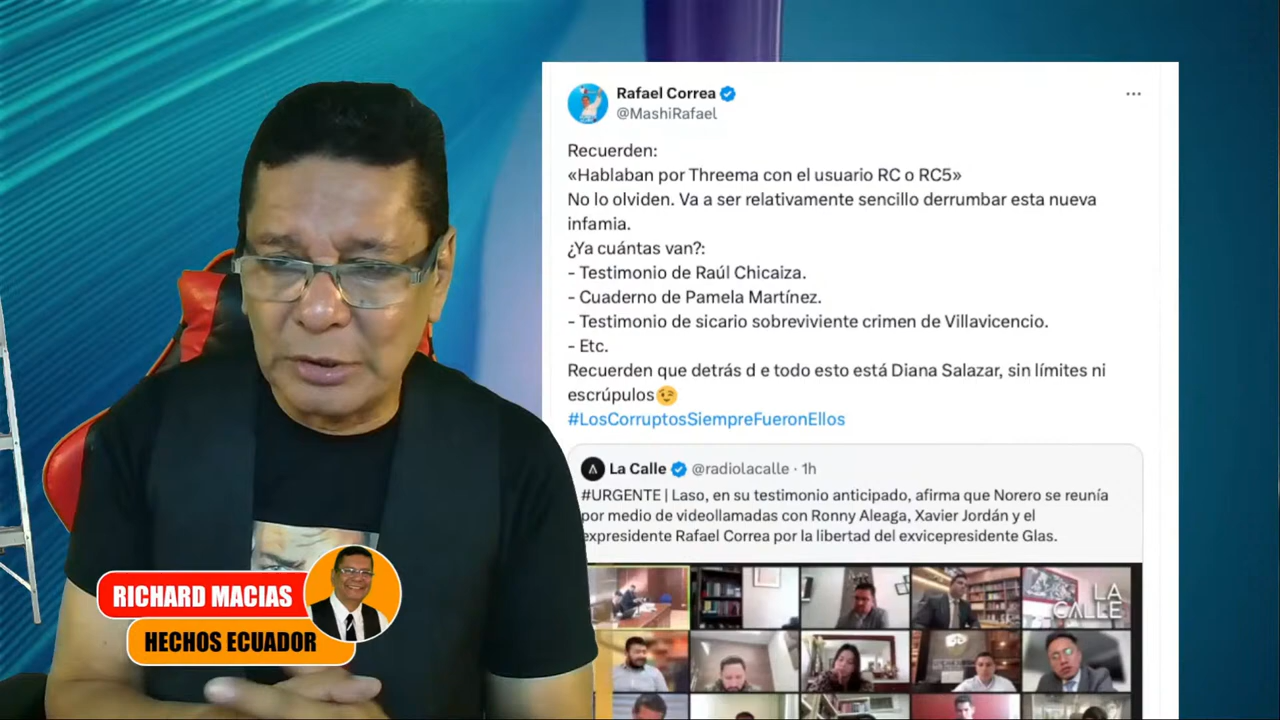 Rafael Correa
@MashiRafael
Recuerden:
«Hablaban por Threema con el usuario RC o RC5»
No lo olviden. Va a ser relativamente sencillo derrumbar esta nueva
infamia.
¿Ya cuántas van?:
- Testimonio de Raúl Chicaiza.
- Cuaderno de Pamela Martínez.
- Testimonio de sicario sobreviviente crimen de Villavicencio.
- Etc.
Recuerden que detrás d e todo esto está Diana Salazar, sin límites ni
escrúpulos😉
#LosCorruptosSiempreFueronEllos
La Calle @radiolacalle · 1h
#URGENTE | Laso, en su testimonio anticipado, afirma que Norero se reunía
por medio de videollamadas con Ronny Aleaga, Xavier Jordán y el
expresidente Rafael Correa por la libertad del exvicepresidente Glas.
LA
CALLE
RICHARD MACIAS
HECHOS ECUADOR